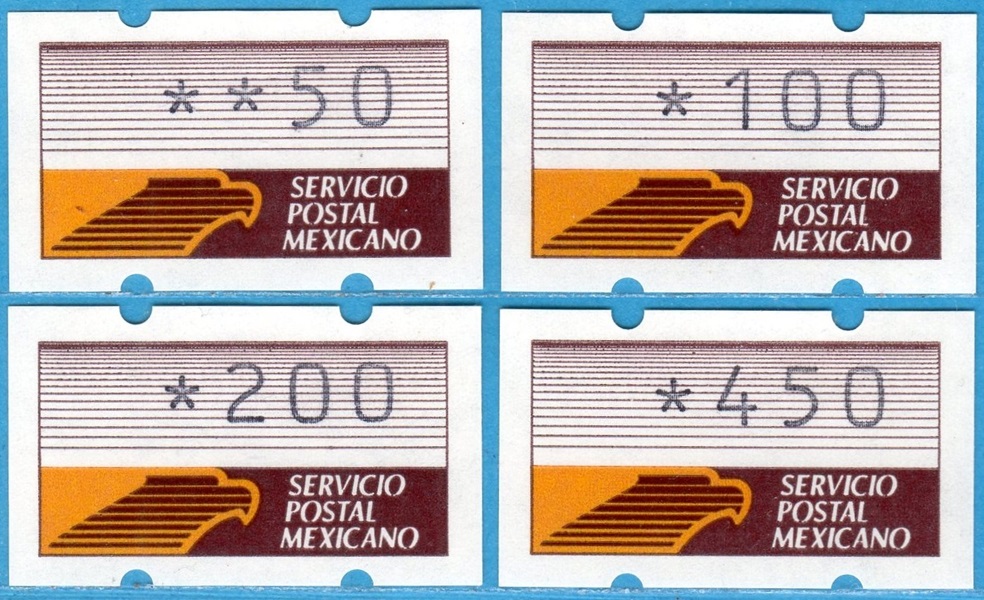 **50
SERVICIO
POSTAL
MEXICANO
*100
SERVICIO
POSTAL
MEXICANO
*200
SERVICIO
POSTAL
MEXICANO
*450
SERVICIO
POSTAL
MEXICANO